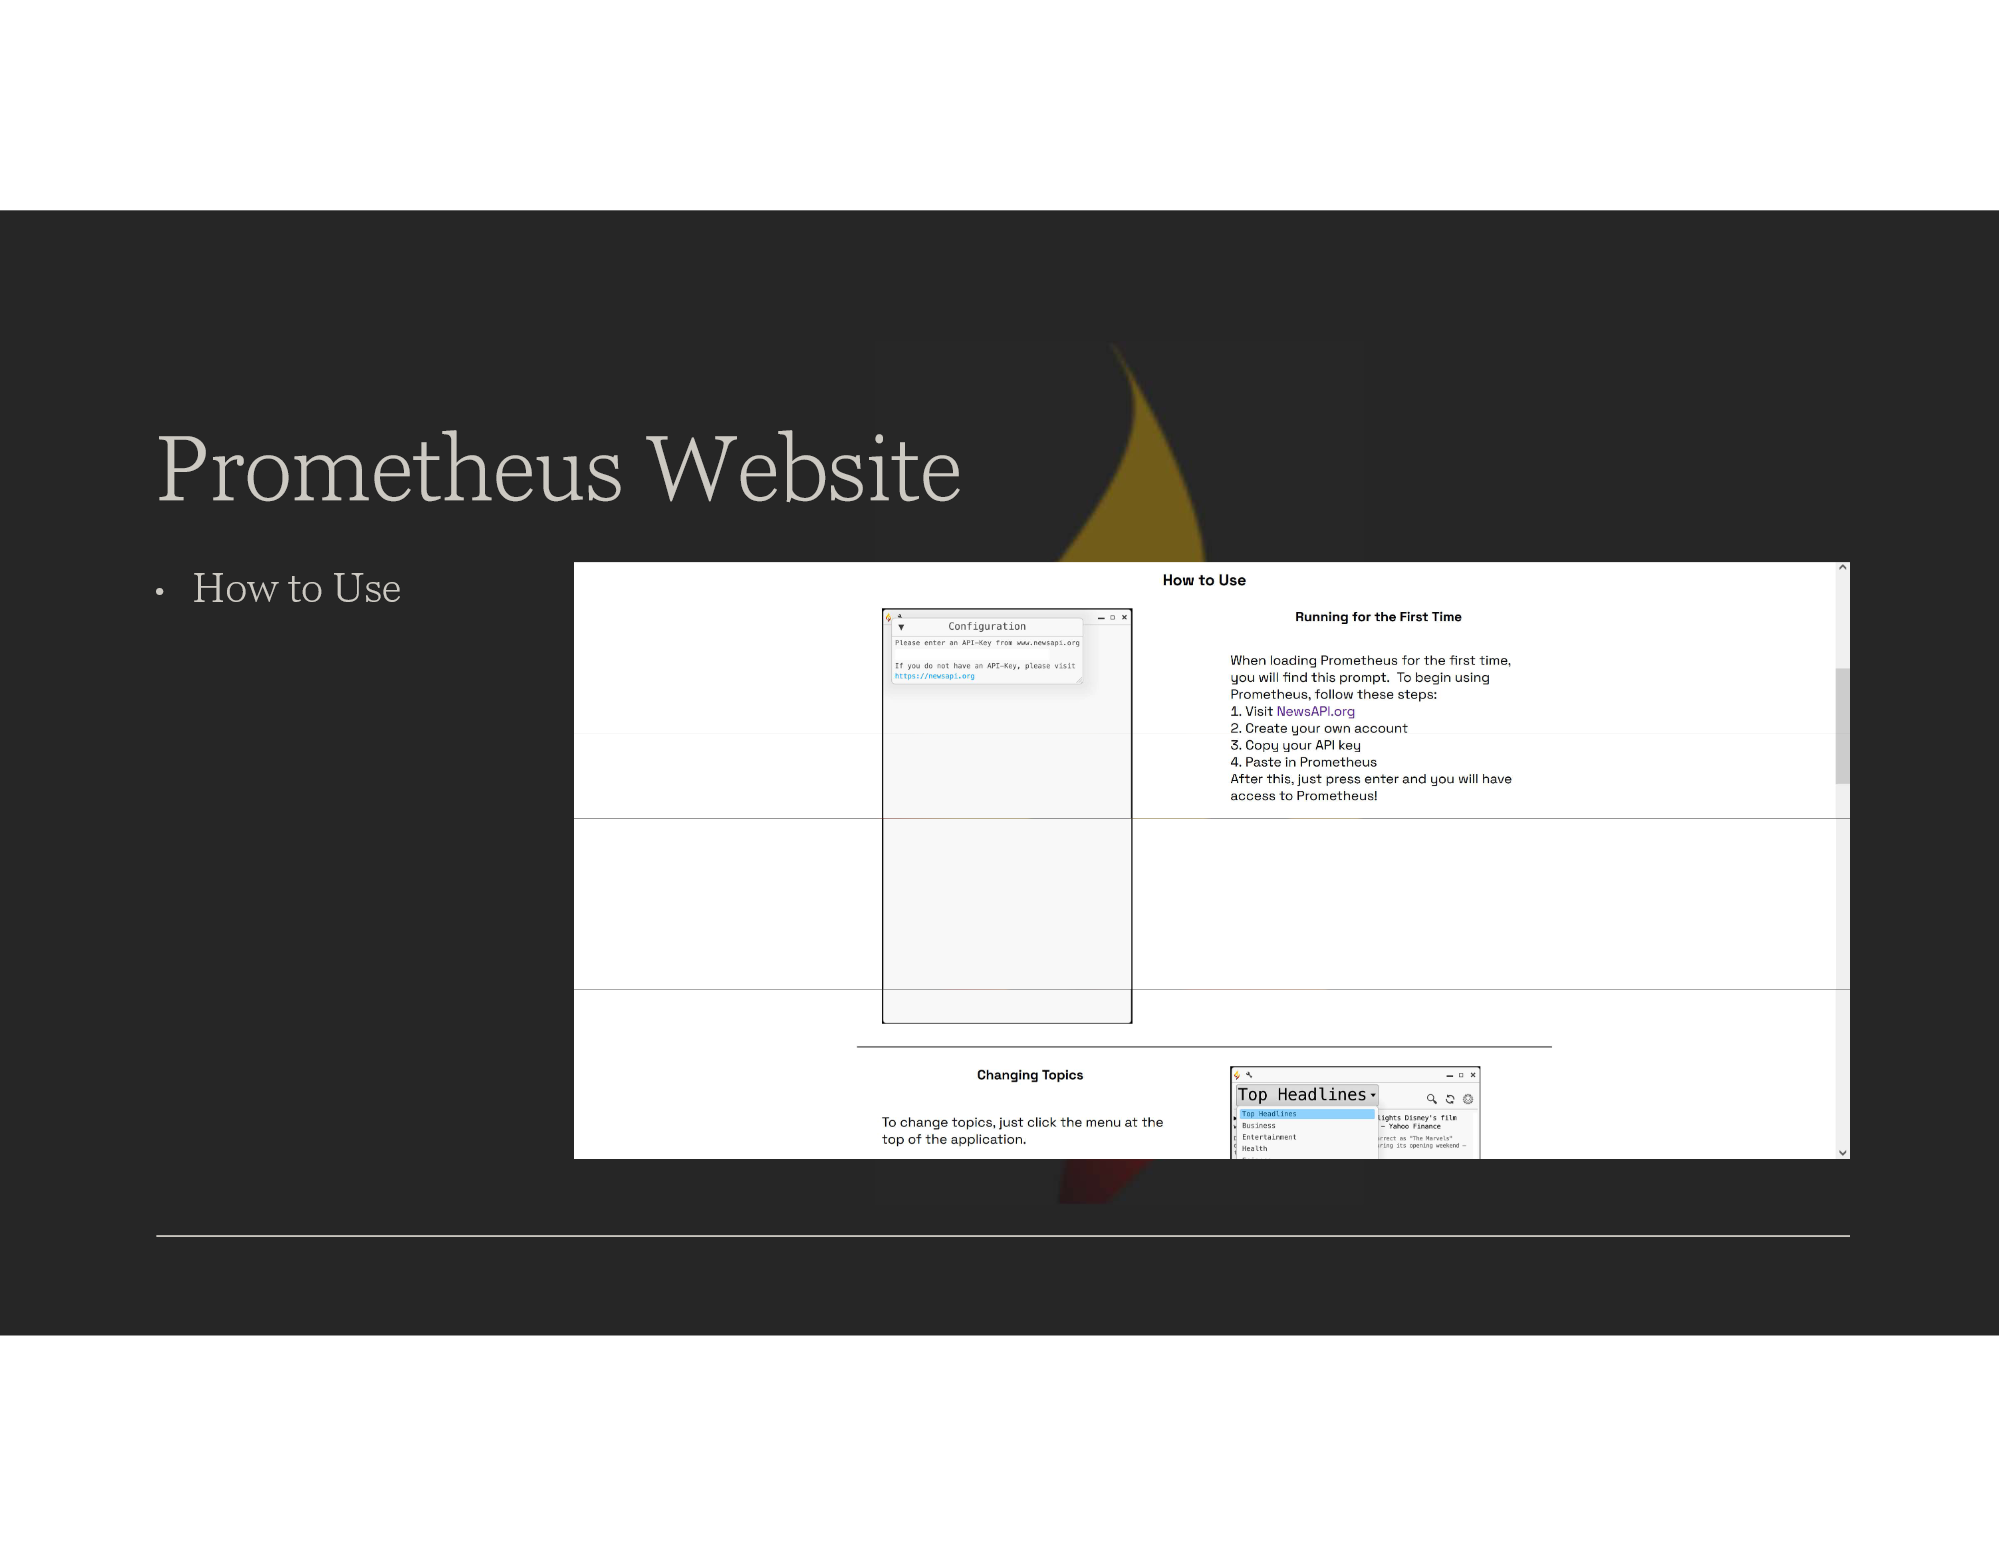 Prometheus Website
• How to Use
How to Use
Configuration
Please enter an API-Key from www.newsapi.org
If you do not have an API-Key, please visit
https://newsapi.org
Running for the First Time
When loading Prometheus for the first time,
you will find this prompt. To begin using
Prometheus, follow these steps:
1. Visit NewsAPI.org
2. Create your own account
3. Copy your API key
4. Paste in Prometheus
After this, just press enter and you will have
access to Prometheus!
Changing Topics
To change topics, just click the menu at the
top of the application.
Top Headlines
Top Headlines
Business
Entertainment
Health
lights Disney's film
– Yahoo Finance
rrect as "The Marvels"
ring its opening weekend –